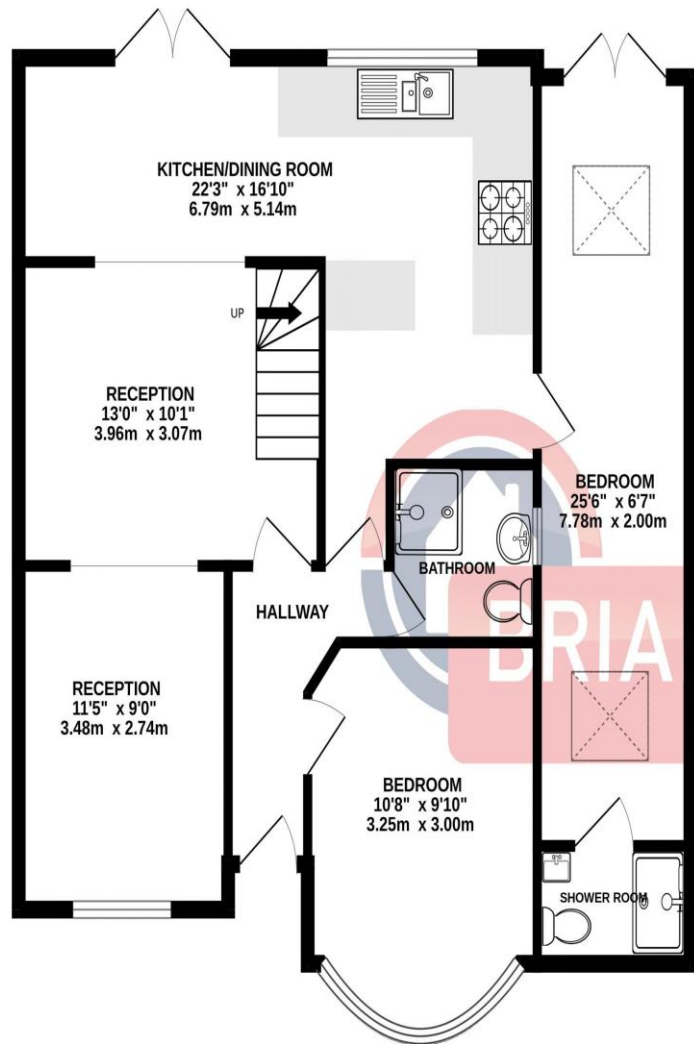 KITCHEN/DINING ROOM
22'3" x 16'10"
6.79m x 5.14m
UP
RECEPTION
13'0" x 10'1"
3.96m x 3.07m
BEDROOM
25'6" x 6'7"
7.78m x 2.00m
BATHROOM
HALLWAY
BRIA
RECEPTION
11'5" x 9'0"
3.48m x 2.74m
BEDROOM
10'8" x 9'10"
3.25m x 3.00m
SHOWER ROOM